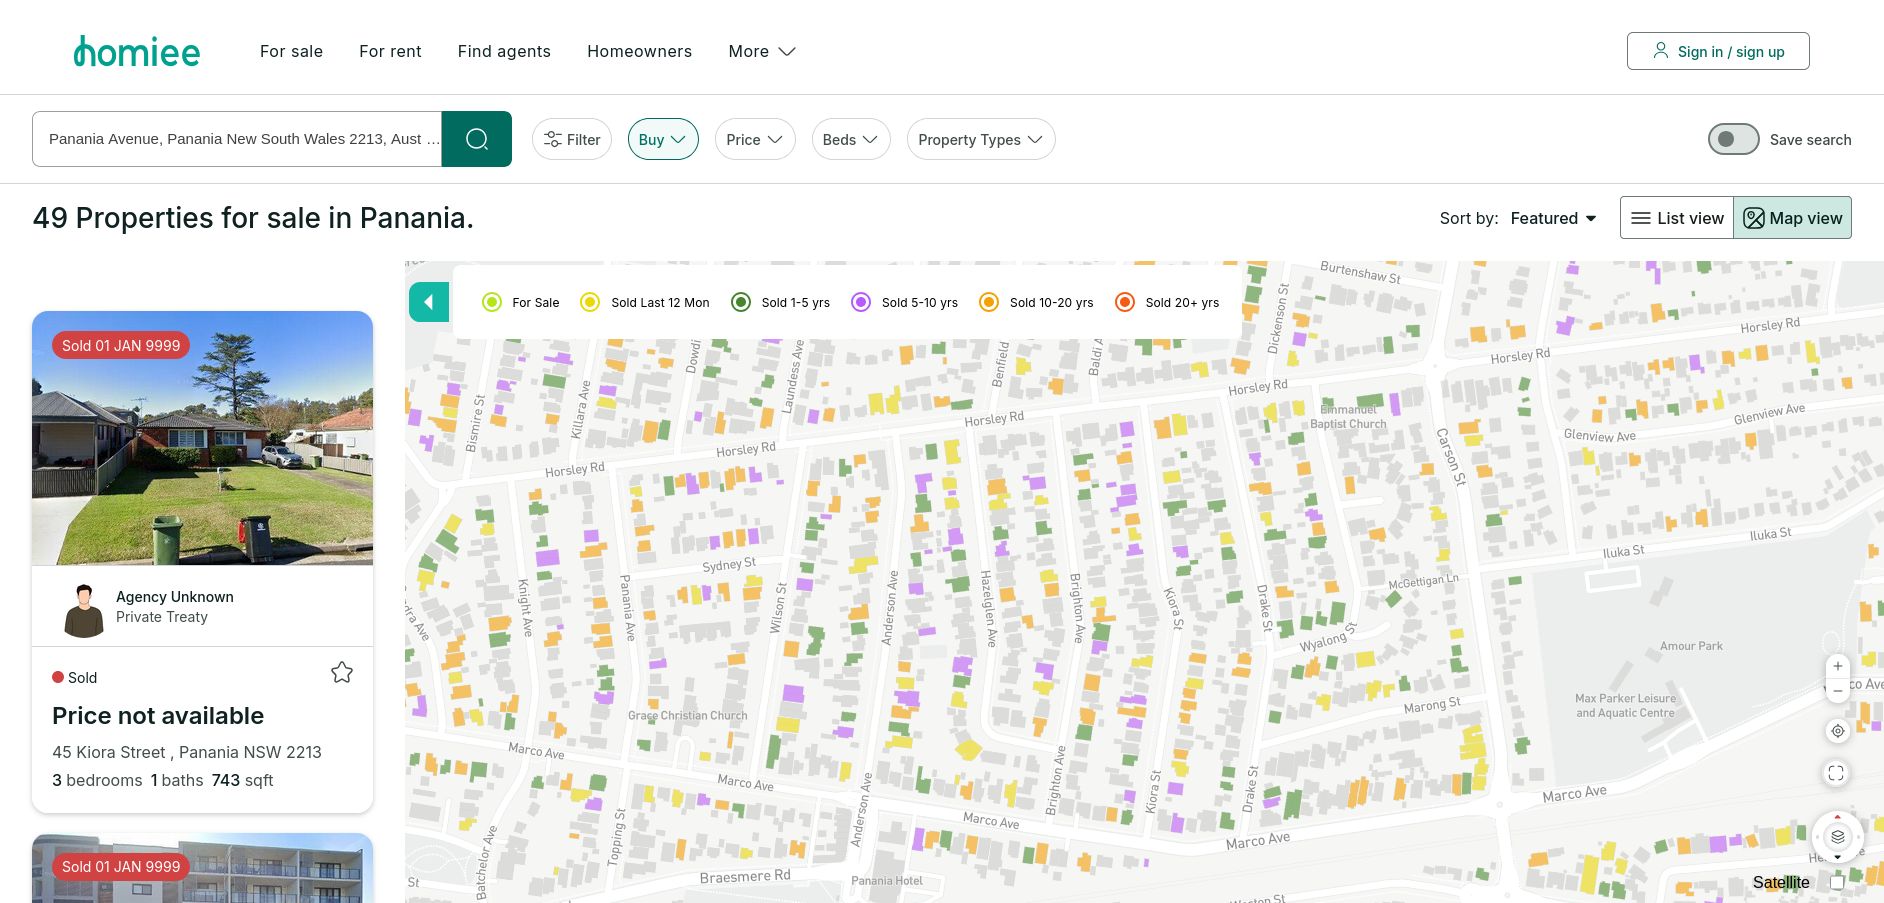 homiee
For sale
For rent
Find agents
Homeowners
More
Sign in / sign up
Panania Avenue, Panania New South Wales 2213, Aust ...
Filter
Buy
Price
Beds
Property Types
Save search
49 Properties for sale in Panania.
Sort by: Featured
List view
Map view
For Sale
Sold Last 12 Mon
Sold 1-5 yrs
Sold 5-10 yrs
Sold 10-20 yrs
Sold 20+ yrs
Sold 01 JAN 9999
Agency Unknown
Private Treaty
Sold
Price not available
45 Kiora Street , Panania NSW 2213
3 bedrooms 1 baths 743 sqft
Sold 01 JAN 9999
Burtenshaw St
Dickenson St
Horsley Rd
Horsley Rd
Horsley Rd
Horsley Rd
Horsley Rd
Horsley Rd
Bismire St
Killara Ave
Laundess Ave
Benfield
Emmanuel
Baptist Church
Glenview Ave
Glenview Ave
Carson St
Iluka St
Iluka St
Sydney St
Knight Ave
Panania Ave
Wilson St
Anderson Ave
Hazelglen Ave
Brighton Ave
Kiora St
Drake St
McGettigan Ln
Wyalong St
Amour Park
Max Parker Leisure
and Aquatic Centre
Marong St
Grace Christian Church
Marco Ave
Marco Ave
Marco Ave
Marco Ave
Marco Ave
Anderson Ave
Brighton Ave
Kiora St
Drake St
Topping St
Batchelor Ave
Braesmere Rd
Panania Hotel
Weston St
St
Satellite